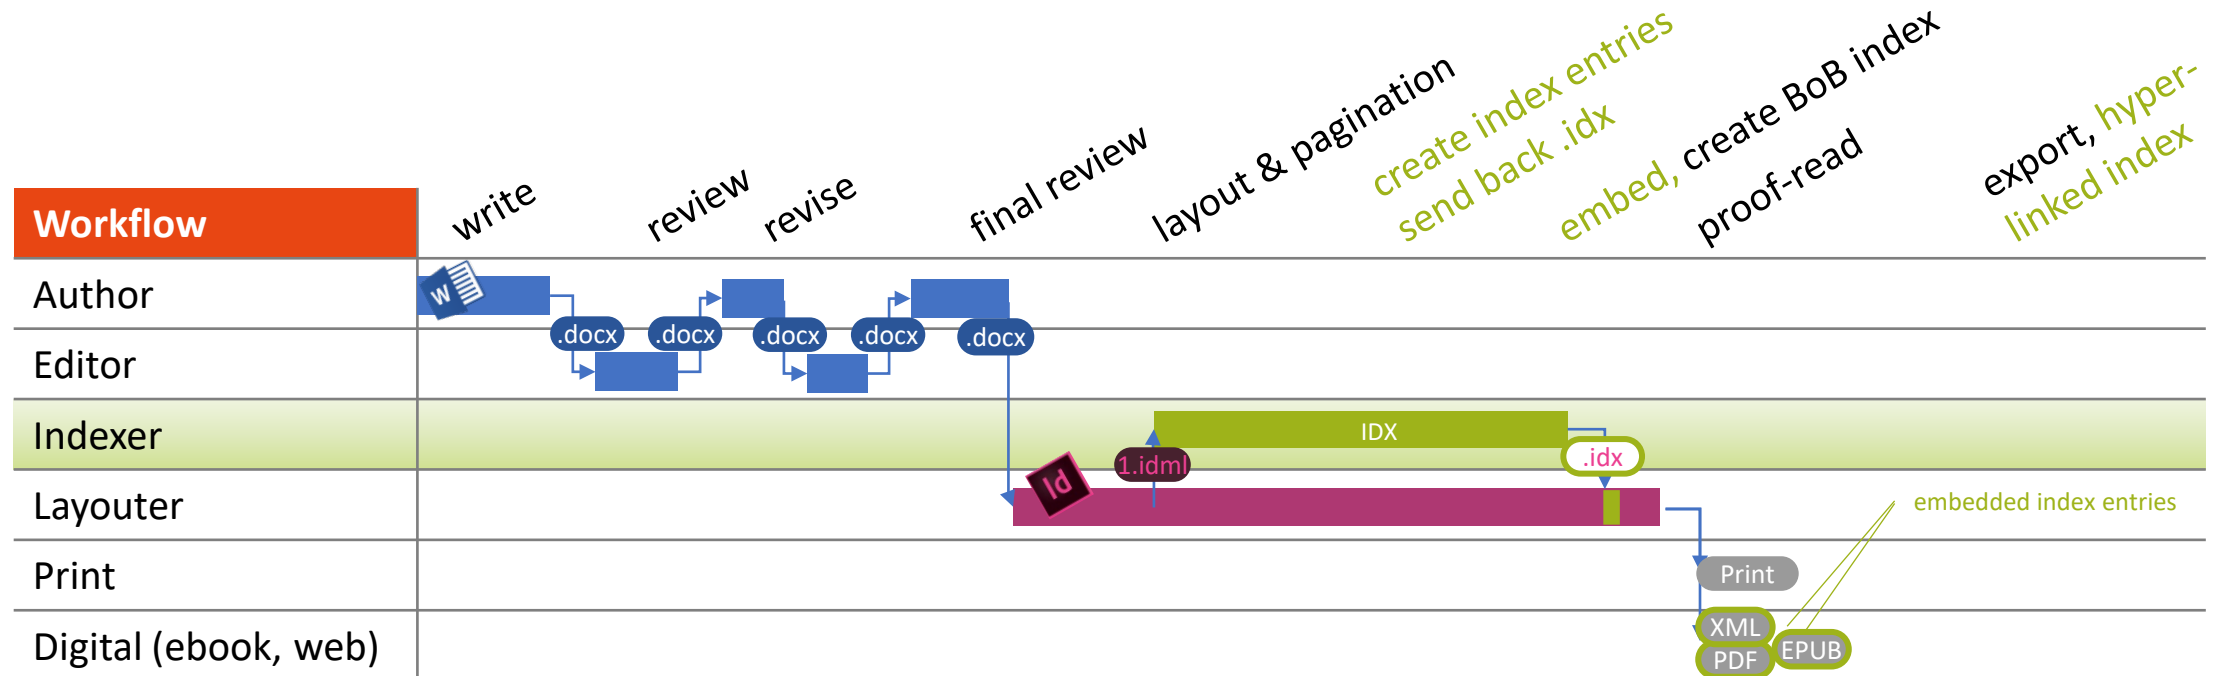 write
review
revise
final review
layout & pagination
create index entries
send back .idx
embed, create BoB index
proof-read
export, hyper-
linked index
Workflow
Author
W
.docx
.docx
.docx
.docx
.docx
Editor
Indexer
IDX
1.idml
.idx
Id
Layouter
embedded index entries
Print
Print
Digital (ebook, web)
XML
EPUB
PDF